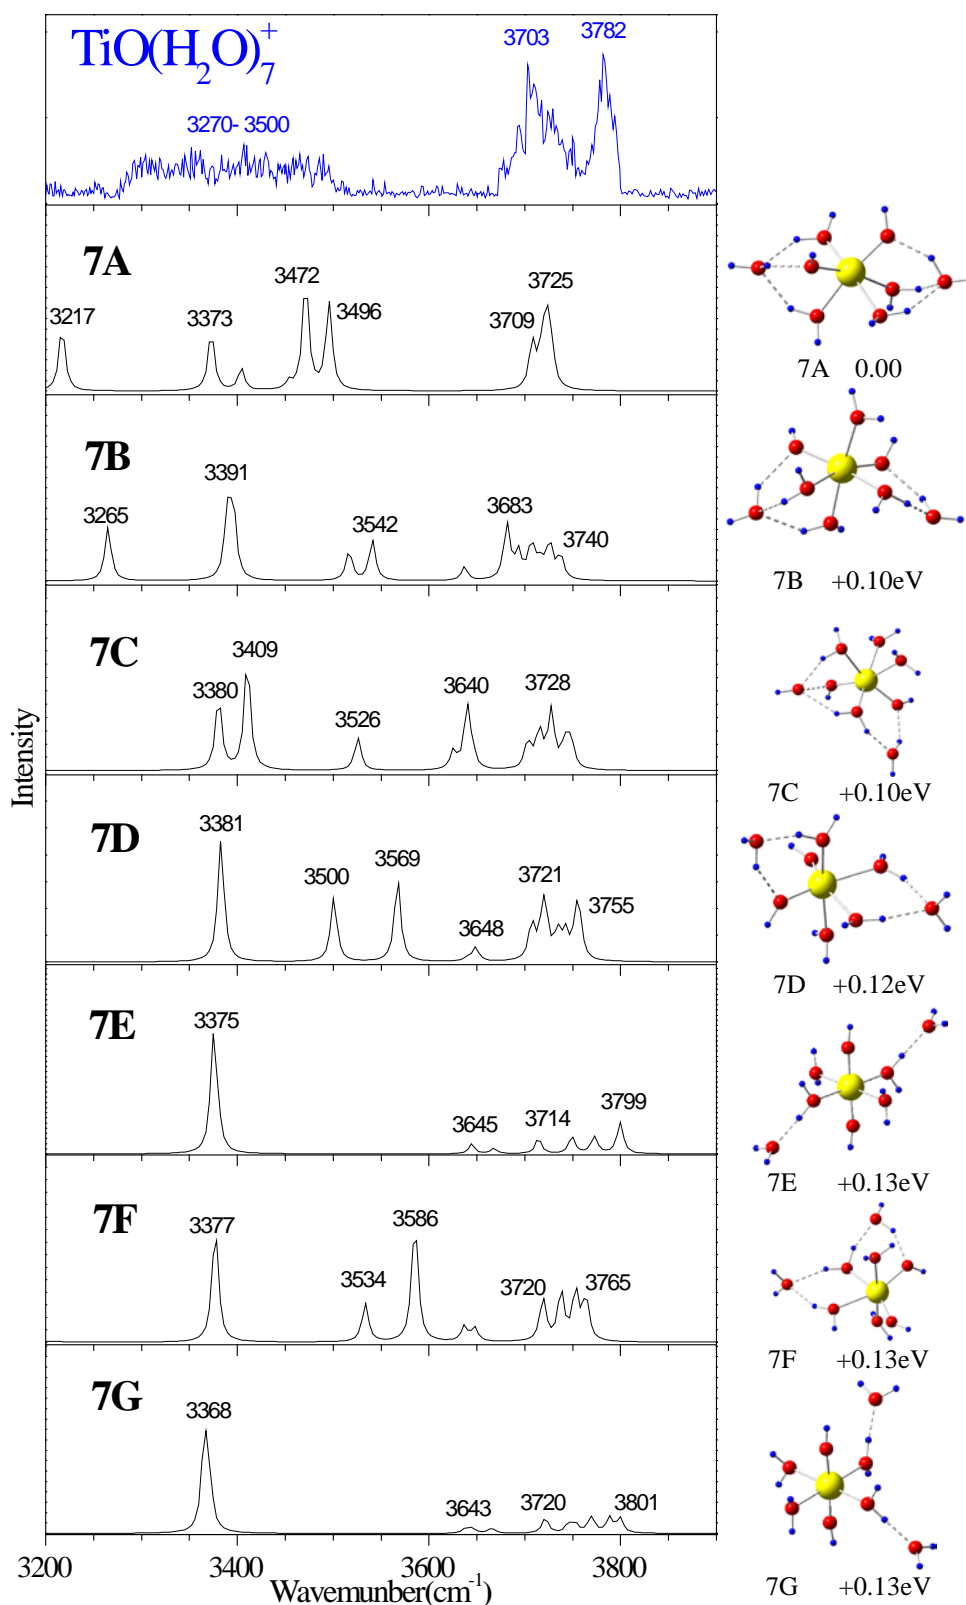 TiO(H2O)7+
3703
3782
3270-3500
7A
3217
3373
3472
3496
3709
3725
7A 0.00
7B
3265
3391
3542
3683
3740
7B +0.10eV
7C
3380
3409
3526
3640
3728
7C +0.10eV
7D
3381
3500
3569
3648
3721
3755
7D +0.12eV
7E
3375
3645
3714
3799
7E +0.13eV
7F
3377
3534
3586
3720
3765
7F +0.13eV
7G
3368
3643
3720
3801
7G +0.13eV
Intensity
3200 3400 3600 3800
Wavemunber(cm-1)